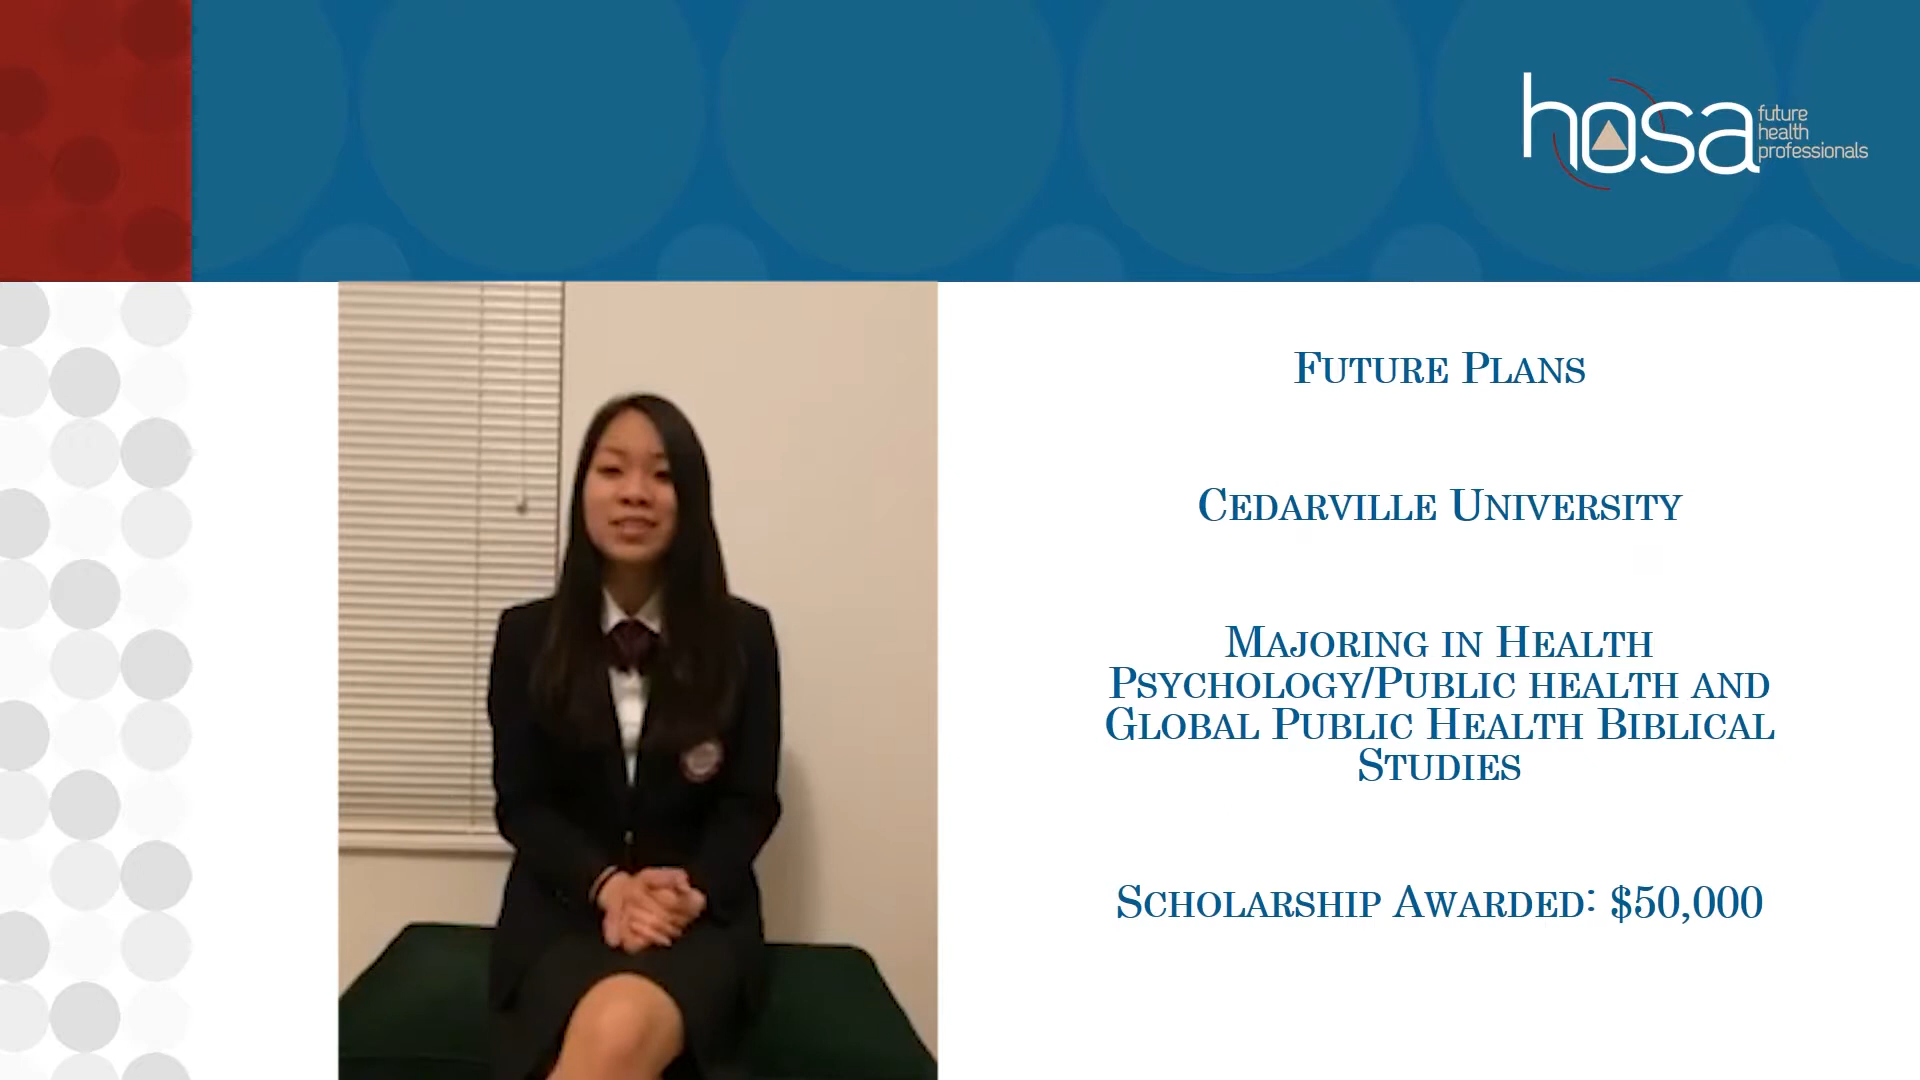 hosa
future
health
professionals
Future Plans
Cedarville University
Majoring in Health
Psychology/Public health and
Global Public Health Biblical
Studies
Scholarship Awarded: $50,000